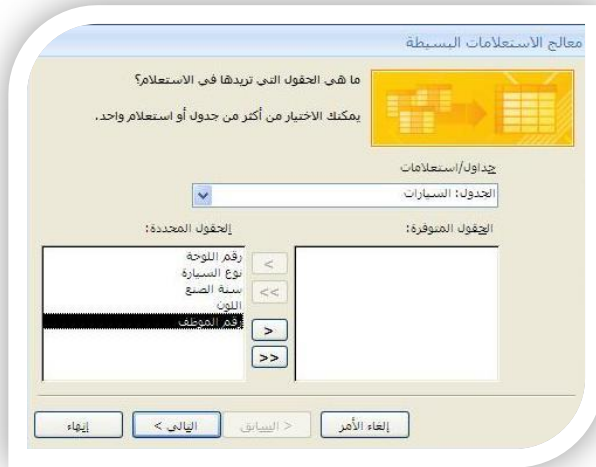 معالج الاستعلامات البسيطة
ما هي الحقول التي تريدها في الاستعلام؟
يمكنك الاختيار من أكثر من جدول أو استعلام واحد.
جداول/استعلامات
الجدول: السيارات
الحقول المتوفرة:
الحقول المحددة:
رقم اللوحة
نوع السيارة
سنة الصنع
اللون
رقم الموظف
>
>>
<
<<
إلغاء الأمر
< السابق
التالي >
إنهاء